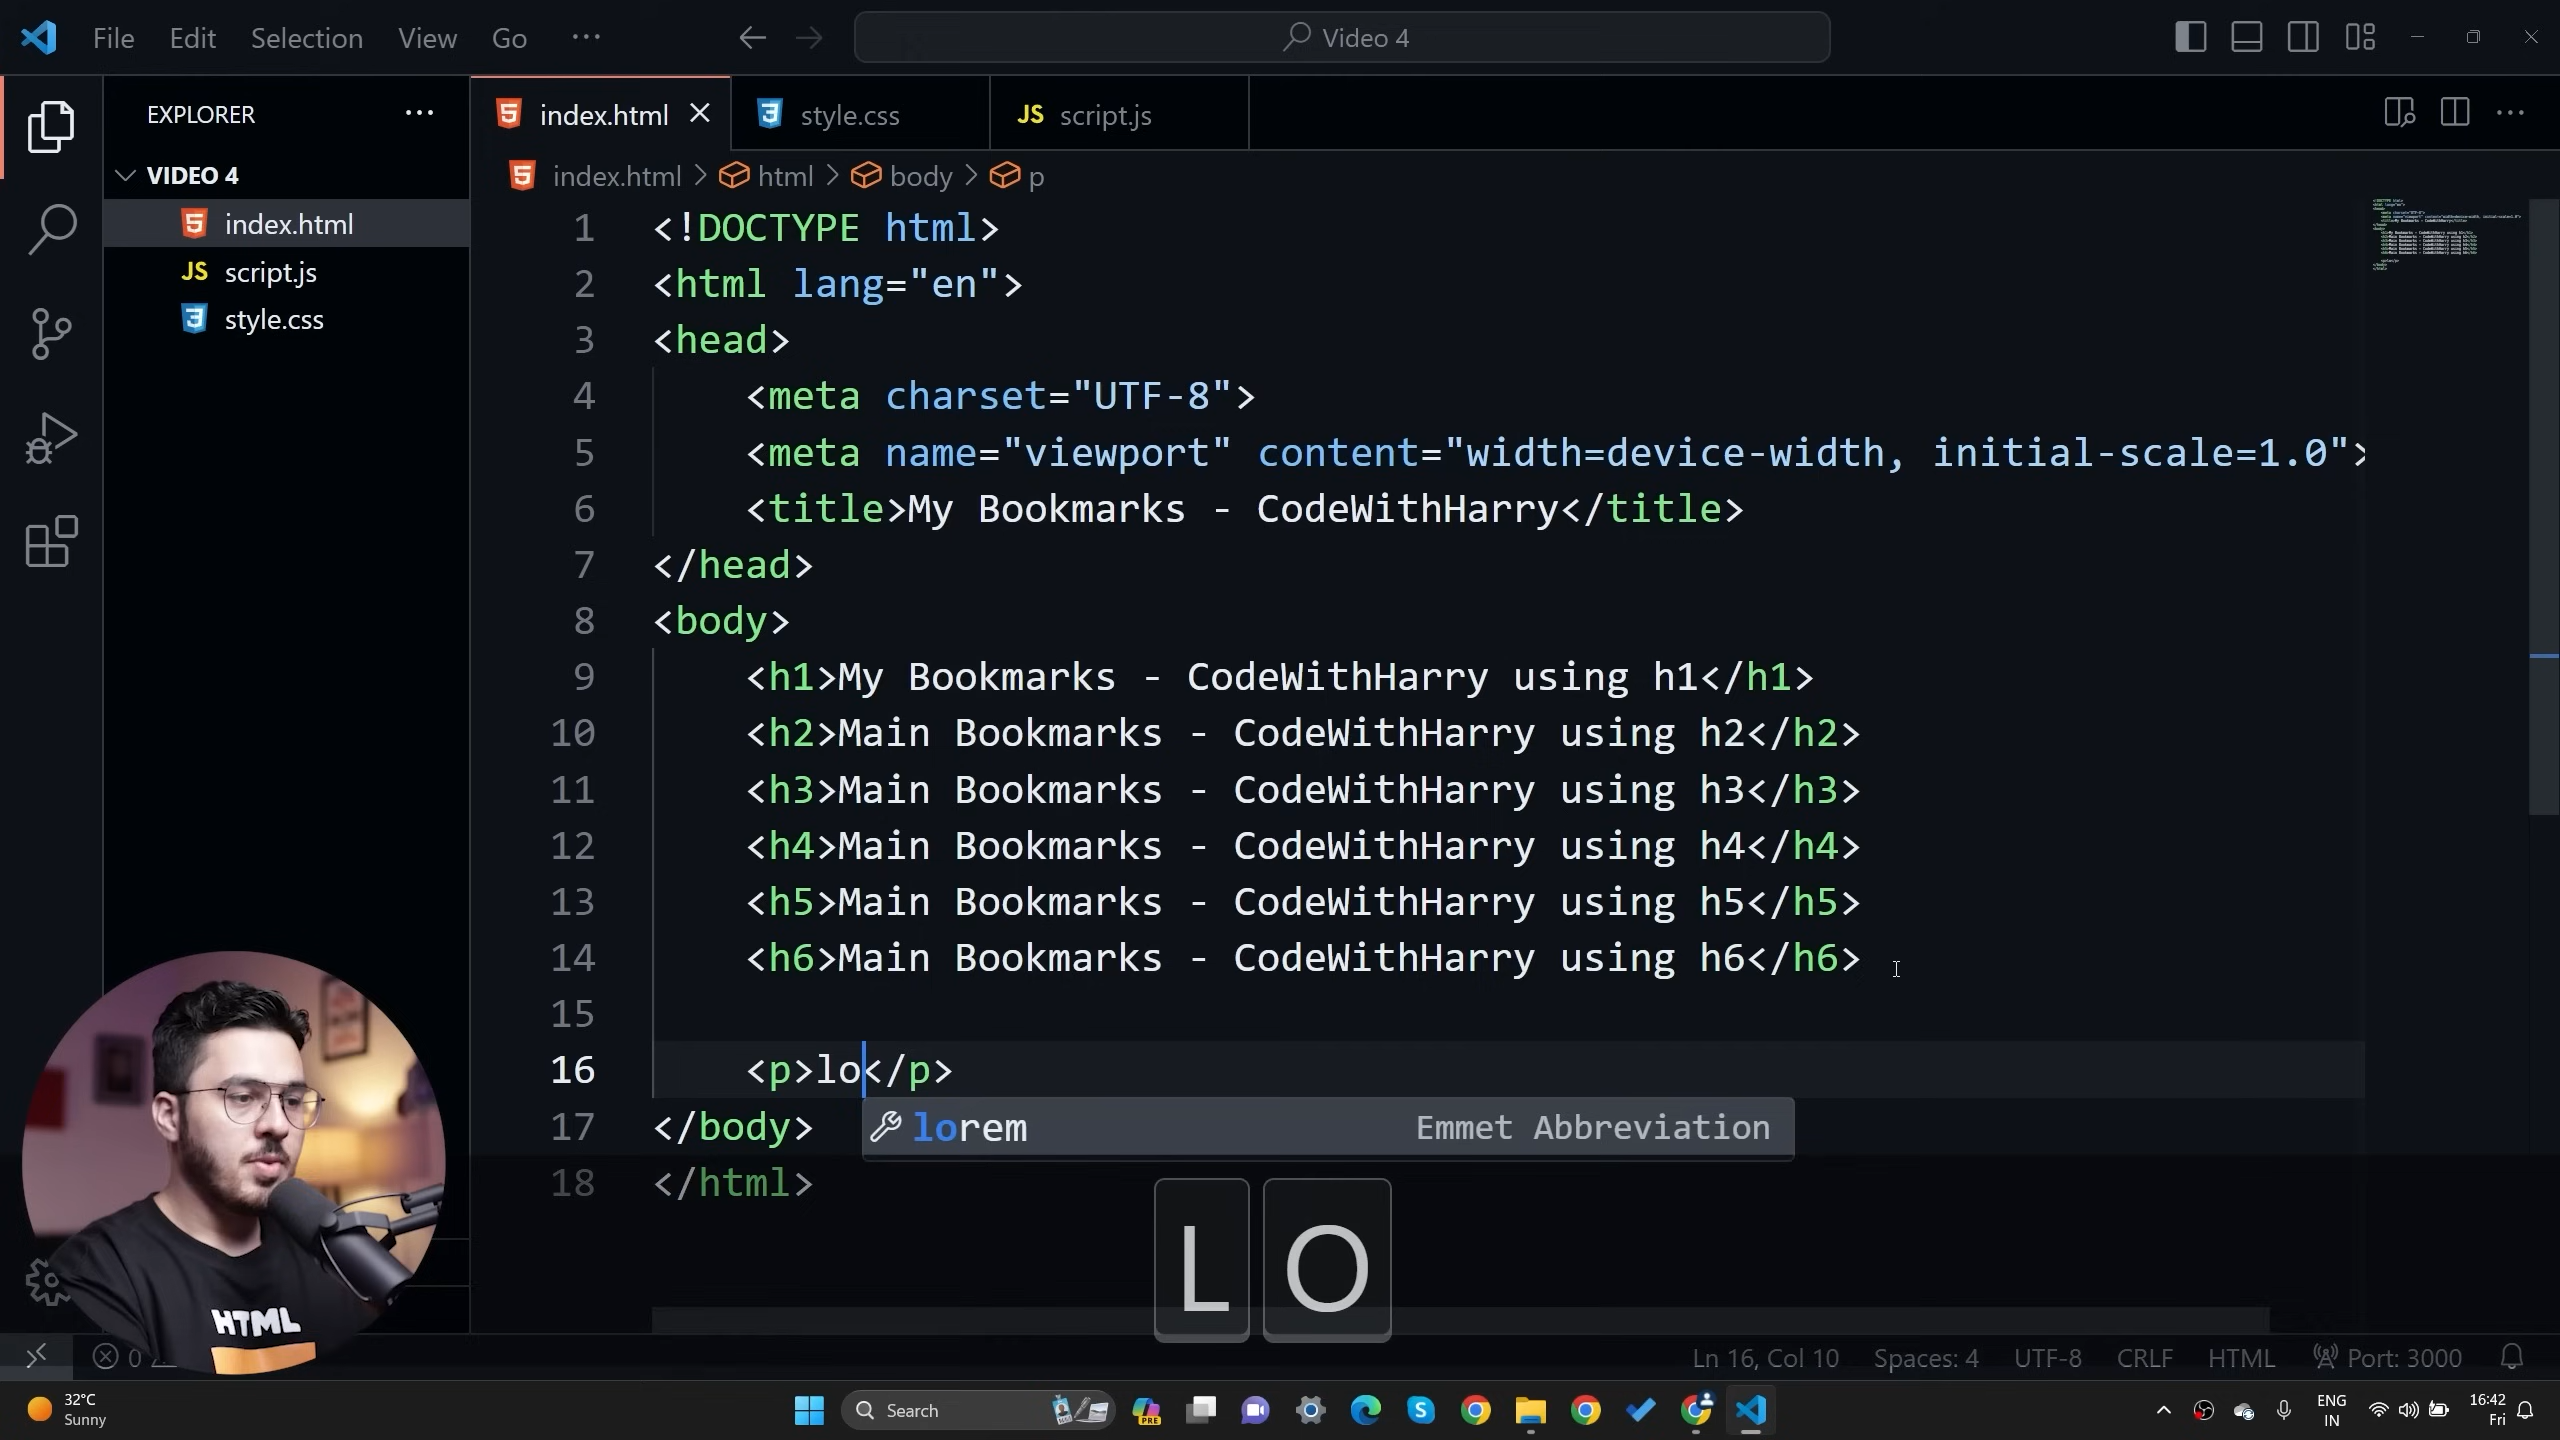 File Edit Selection View Go ···
Video 4
EXPLORER ···
index.html
style.css
JS script.js
VIDEO 4
index.html
JS script.js
style.css
index.html > html > body > p
1 <!DOCTYPE html>
2 <html lang="en">
3 <head>
4 <meta charset="UTF-8">
5 <meta name="viewport" content="width=device-width, initial-scale=1.0">
6 <title>My Bookmarks - CodeWithHarry</title>
7 </head>
8 <body>
9 <h1>My Bookmarks - CodeWithHarry using h1</h1>
10 <h2>Main Bookmarks - CodeWithHarry using h2</h2>
11 <h3>Main Bookmarks - CodeWithHarry using h3</h3>
12 <h4>Main Bookmarks - CodeWithHarry using h4</h4>
13 <h5>Main Bookmarks - CodeWithHarry using h5</h5>
14 <h6>Main Bookmarks - CodeWithHarry using h6</h6>
15
16 <p>lo</p>
17 </body>
lorem Emmet Abbreviation
18 </html>
L O
HTML
0
Ln 16, Col 10 Spaces: 4 UTF-8 CRLF HTML Port: 3000
32°C
Sunny
Search
PRE
ENG
IN
16:42
Fri